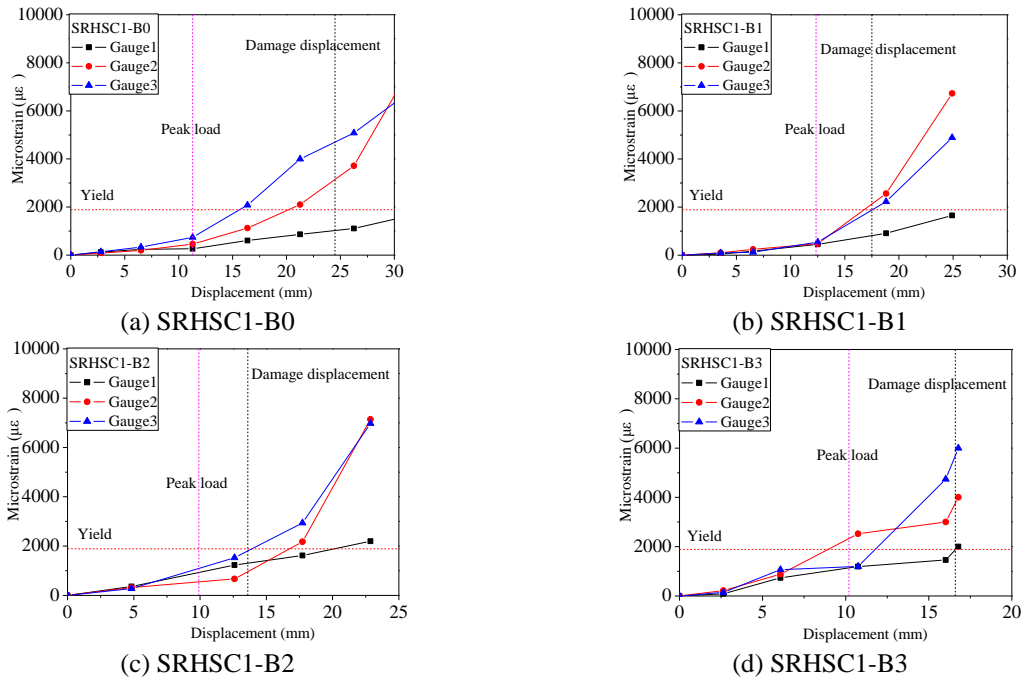 10000
8000
6000
4000
2000
0
Microstrain (με)
SRHSC1-B0
Gauge1
Gauge2
Gauge3
Damage displacement
Peak load
Yield
0 5 10 15 20 25 30
Displacement (mm)
(a) SRHSC1-B0
10000
8000
6000
4000
2000
0
Microstrain (με)
SRHSC1-B1
Gauge1
Gauge2
Gauge3
Damage displacement
Peak load
Yield
0 5 10 15 20 25 30
Displacement (mm)
(b) SRHSC1-B1
10000
8000
6000
4000
2000
0
Microstrain (με)
SRHSC1-B2
Gauge1
Gauge2
Gauge3
Damage displacement
Peak load
Yield
0 5 10 15 20 25
Displacement (mm)
(c) SRHSC1-B2
10000
8000
6000
4000
2000
0
Microstrain (με)
SRHSC1-B3
Gauge1
Gauge2
Gauge3
Damage displacement
Peak load
Yield
0 5 10 15 20
Displacement (mm)
(d) SRHSC1-B3